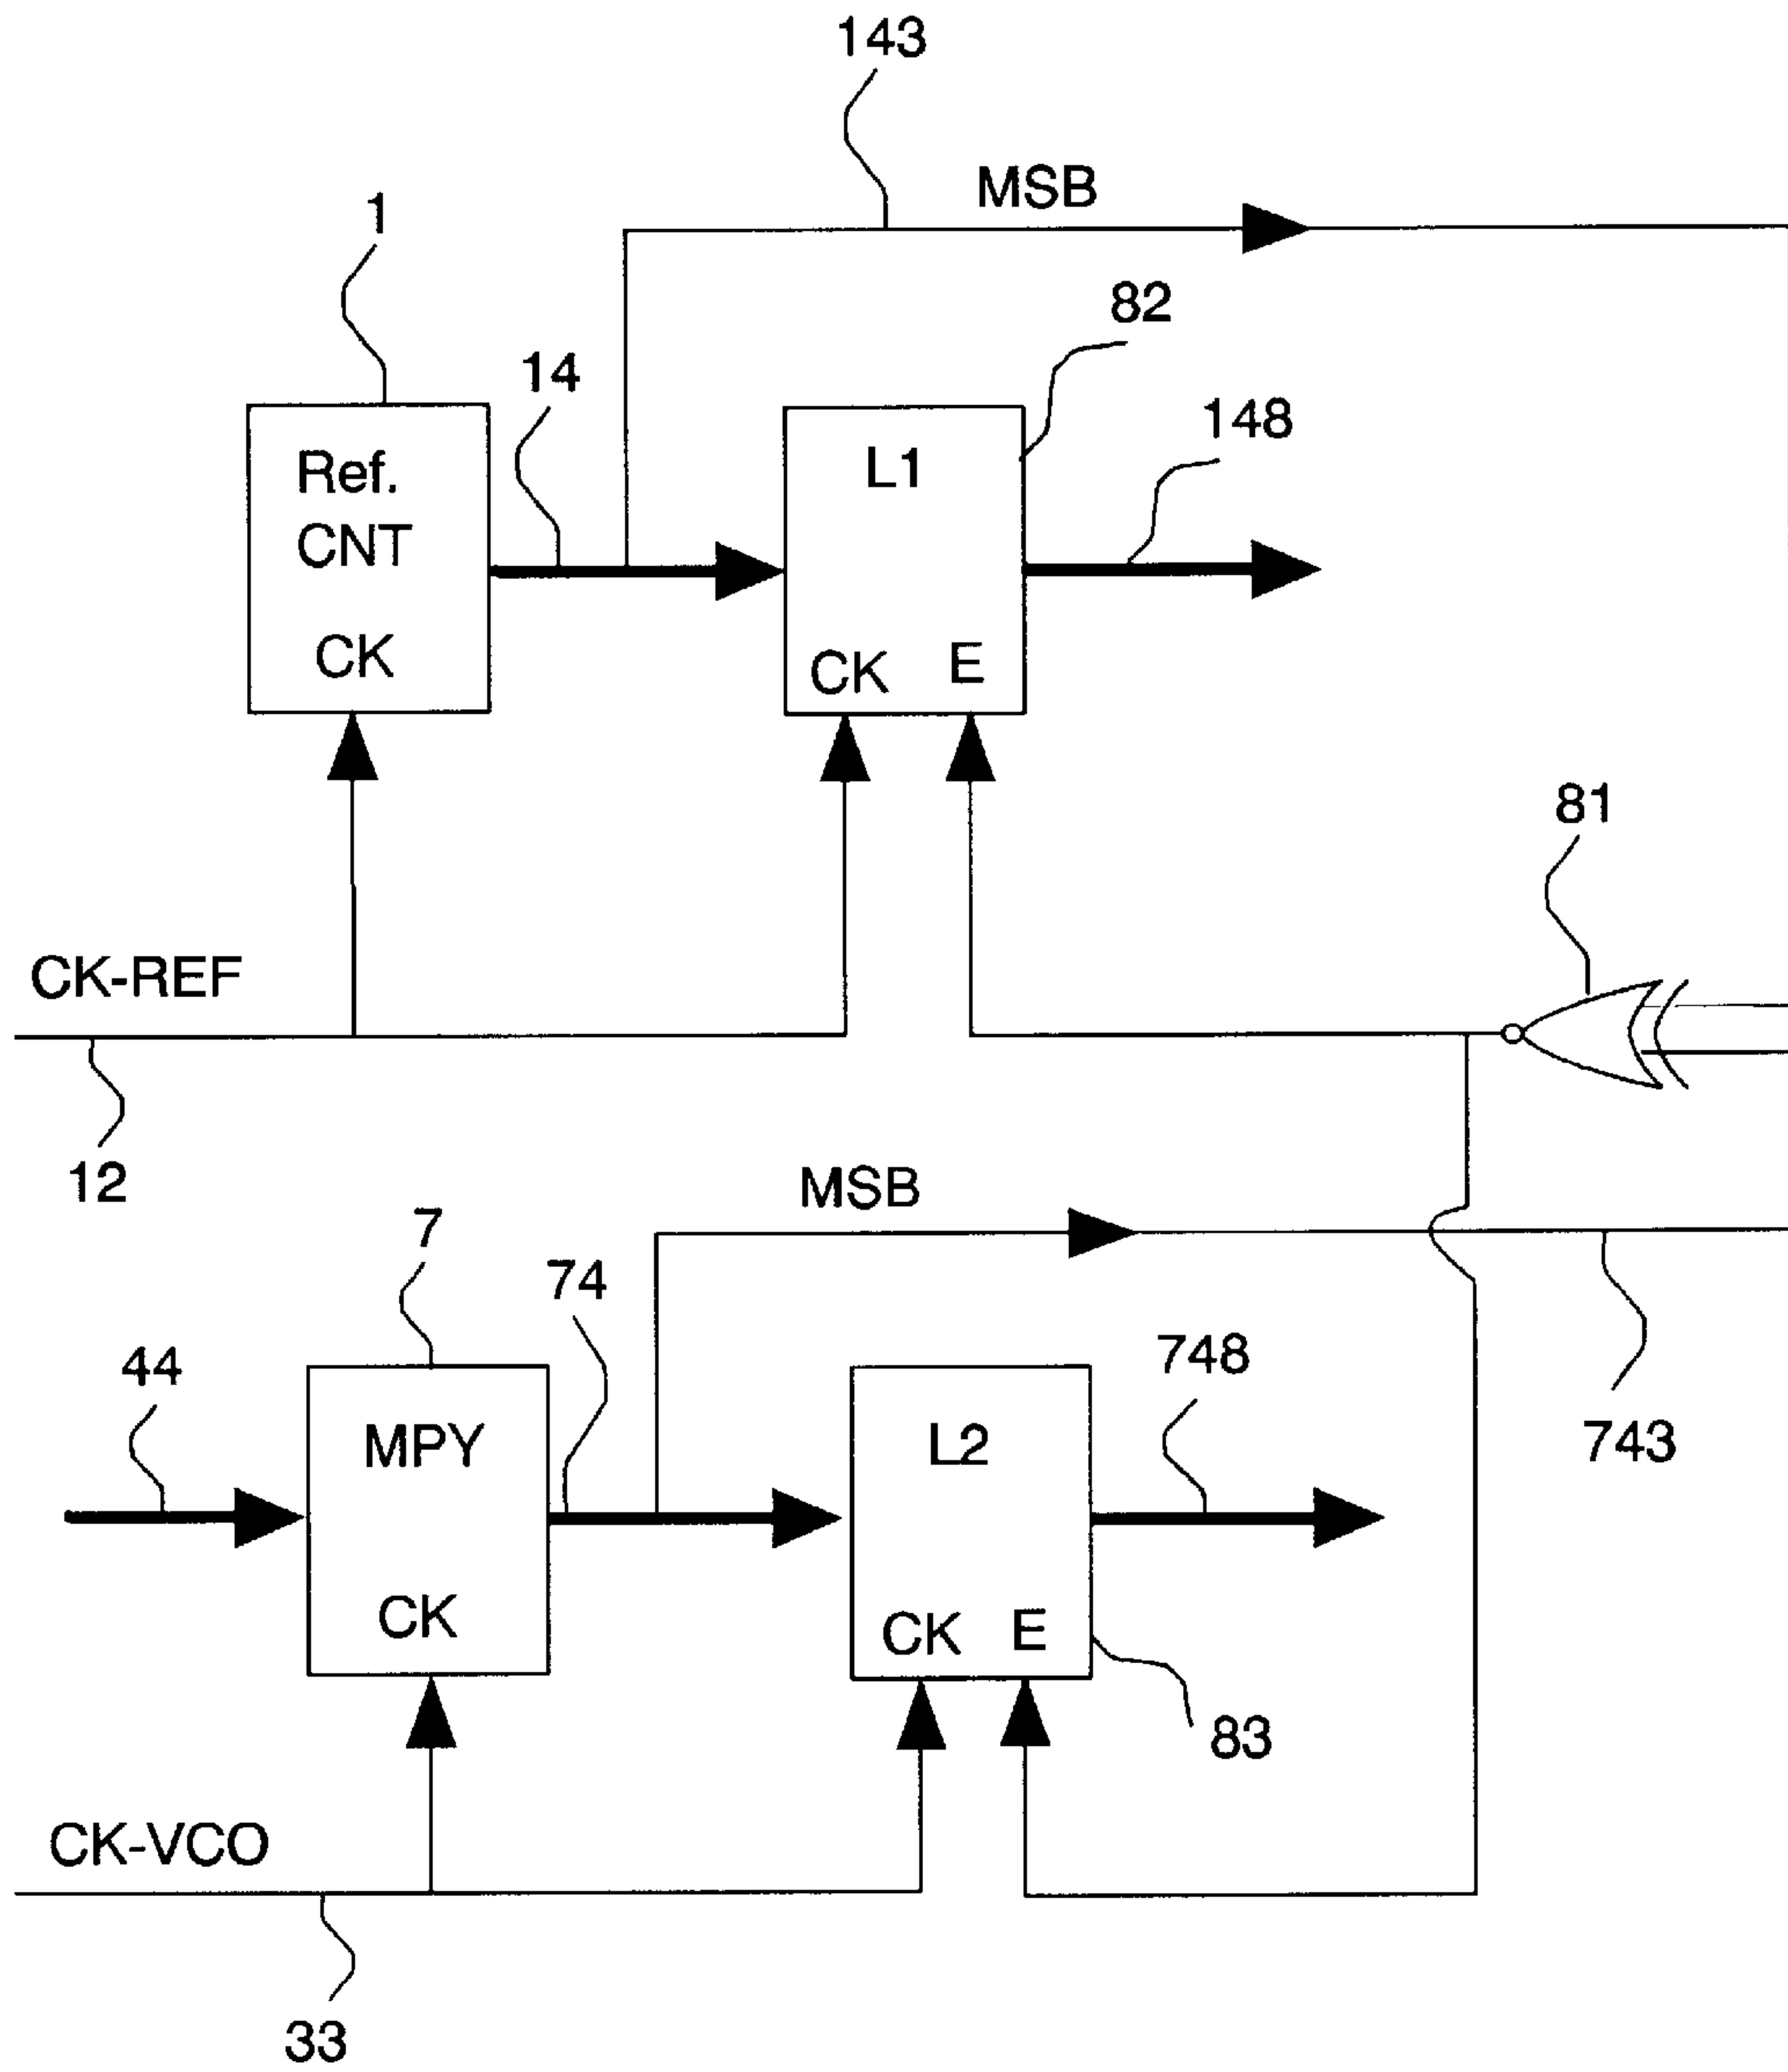 143
MSB
1
82
14
148
Ref.
CNT
CK
L1
CK E
81
CK-REF
12
MSB
7
74
44
748
743
MPY
CK
L2
CK E
83
CK-VCO
33